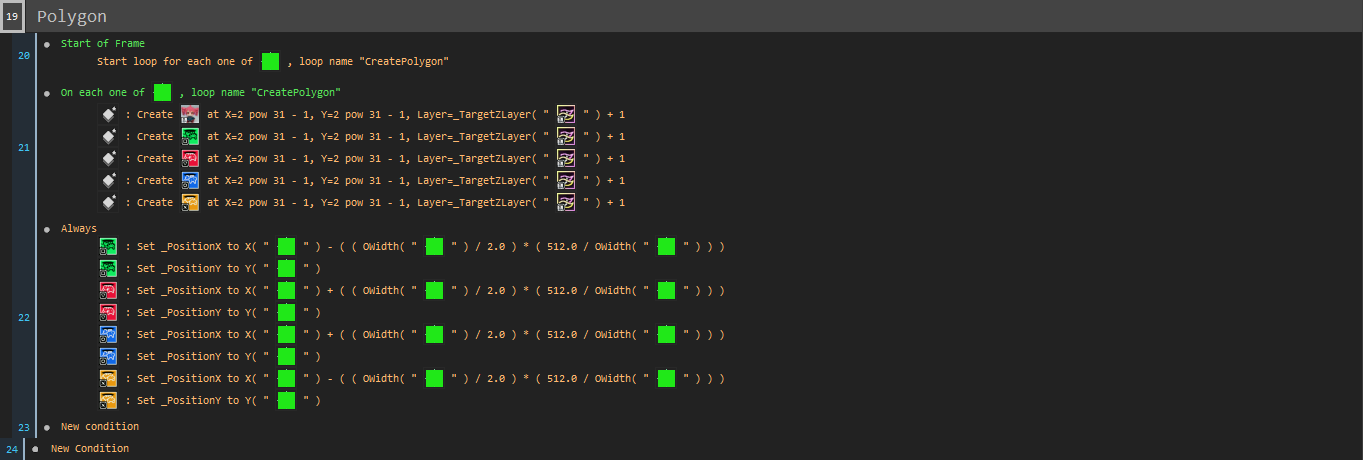 19 Polygon
Start of Frame
20
Start loop for each one of , loop name "CreatePolygon"
On each one of , loop name "CreatePolygon"
: Create at X=2 pow 31 - 1, Y=2 pow 31 - 1, Layer=_TargetZLayer( " " ) + 1
: Create at X=2 pow 31 - 1, Y=2 pow 31 - 1, Layer=_TargetZLayer( " " ) + 1
21
: Create at X=2 pow 31 - 1, Y=2 pow 31 - 1, Layer=_TargetZLayer( " " ) + 1
: Create at X=2 pow 31 - 1, Y=2 pow 31 - 1, Layer=_TargetZLayer( " " ) + 1
: Create at X=2 pow 31 - 1, Y=2 pow 31 - 1, Layer=_TargetZLayer( " " ) + 1
Always
: Set _PositionX to X( " " ) - ( ( OWidth( " " ) / 2.0 ) * ( 512.0 / OWidth( " " ) ) )
: Set _PositionY to Y( " " )
: Set _PositionX to X( " " ) + ( ( OWidth( " " ) / 2.0 ) * ( 512.0 / OWidth( " " ) ) )
22
: Set _PositionY to Y( " " )
: Set _PositionX to X( " " ) + ( ( OWidth( " " ) / 2.0 ) * ( 512.0 / OWidth( " " ) ) )
: Set _PositionY to Y( " " )
: Set _PositionX to X( " " ) - ( ( OWidth( " " ) / 2.0 ) * ( 512.0 / OWidth( " " ) ) )
: Set _PositionY to Y( " " )
23 New condition
24 New Condition